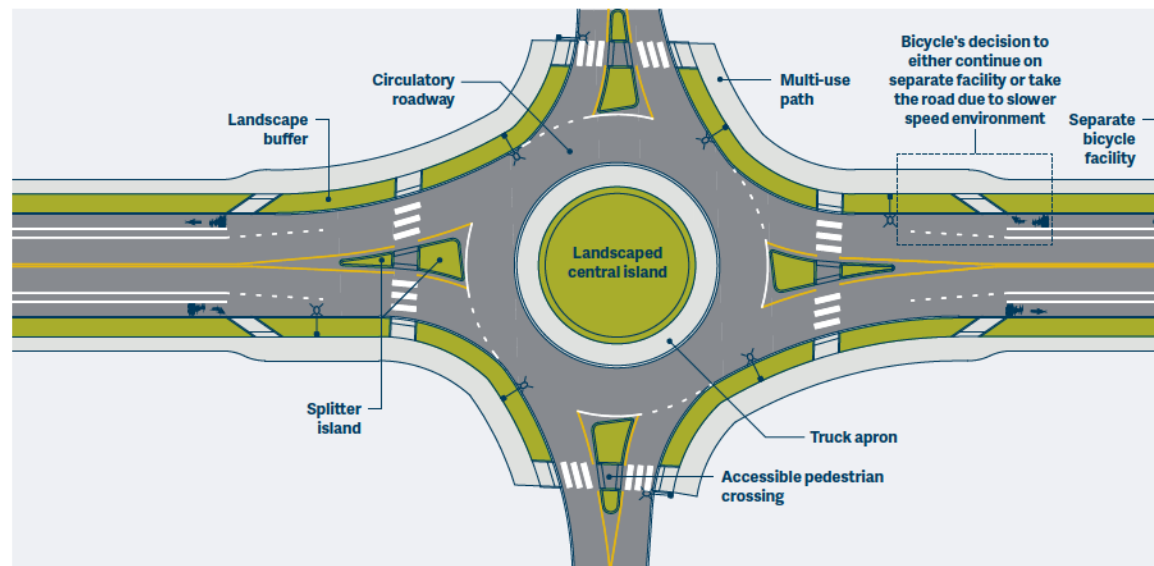 Circulatory
roadway
Landscape
buffer
Multi-use
path
Bicycle's decision to
either continue on
separate facility or take
the road due to slower
speed environment
Separate
bicycle
facility
Landscaped
central island
Splitter
island
Truck apron
Accessible pedestrian
crossing